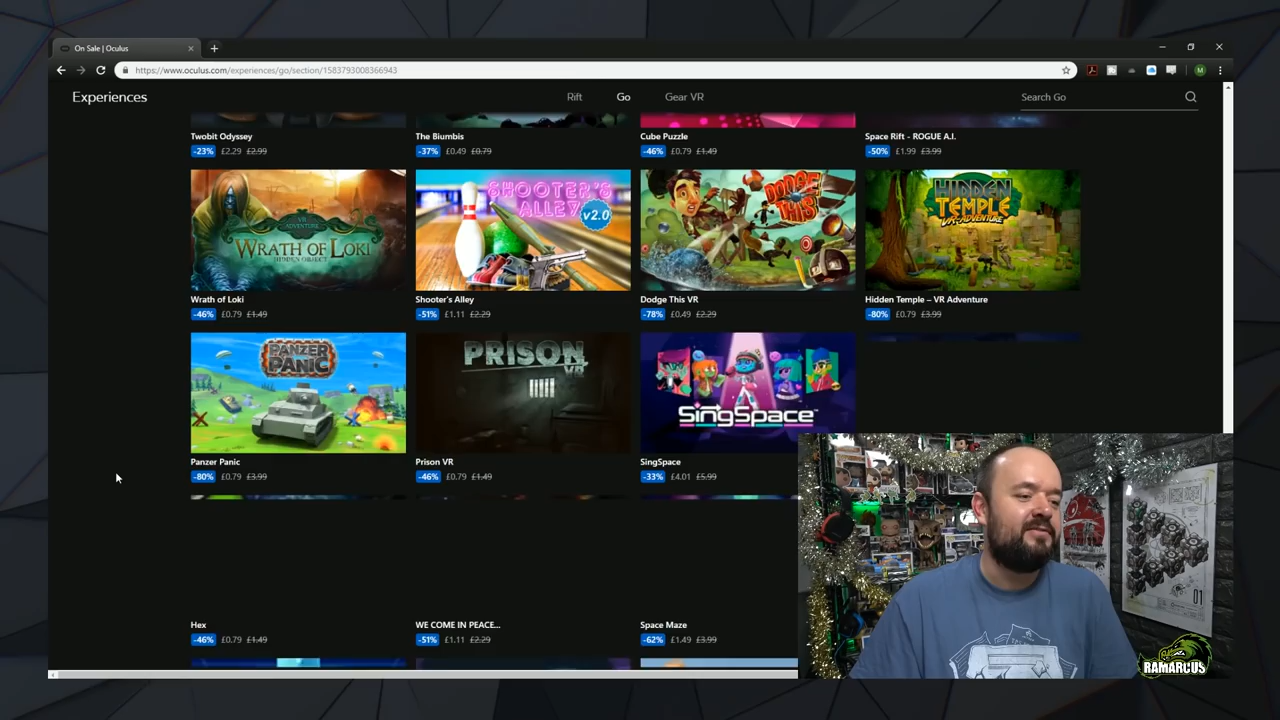 On Sale | Oculus
https://www.oculus.com/experiences/go/section/1583793008366943
M
Experiences
Rift
Go
Gear VR
Search Go
Twobit Odyssey
The Biumbis
Cube Puzzle
Space Rift - ROGUE A.I.
-23% £2.29 £2.99
-37% £0.49 £0.79
-46% £0.79 £1.49
-50% £1.99 £3.99
VR
ADVENTURE
WRATH OF LOKI
HIDDEN OBJECT
SHOOTER'S
ALLEY
v2.0
DODGE
THIS
HIDDEN
TEMPLE
VR-ADVENTURE
Wrath of Loki
Shooter's Alley
Dodge This VR
Hidden Temple – VR Adventure
-46% £0.79 £1.49
-51% £1.11 £2.29
-78% £0.49 £2.29
-80% £0.79 £3.99
PANZER
PANIC
PRISON
VR
SingSpace
Panzer Panic
Prison VR
SingSpace
-80% £0.79 £3.99
-46% £0.79 £1.49
-33% £4.01 £5.99
Hex
WE COME IN PEACE...
Space Maze
-46% £0.79 £1.49
-51% £1.11 £2.29
-62% £1.49 £3.99
01
RAMARCUS